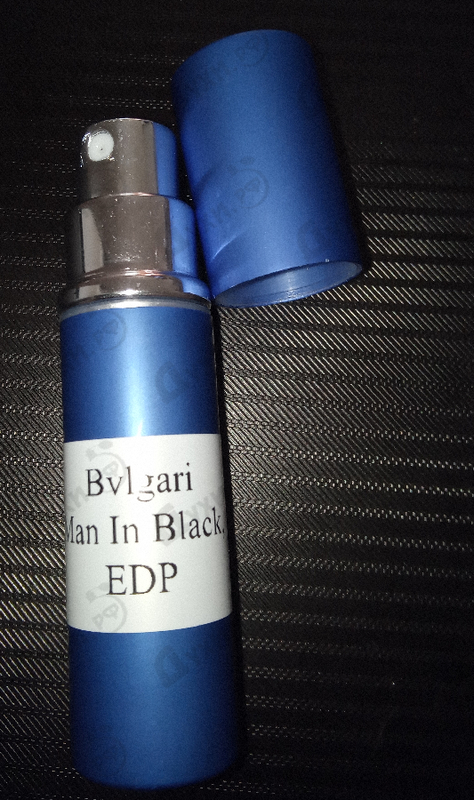 Bvlgari
Man In Black.
EDP